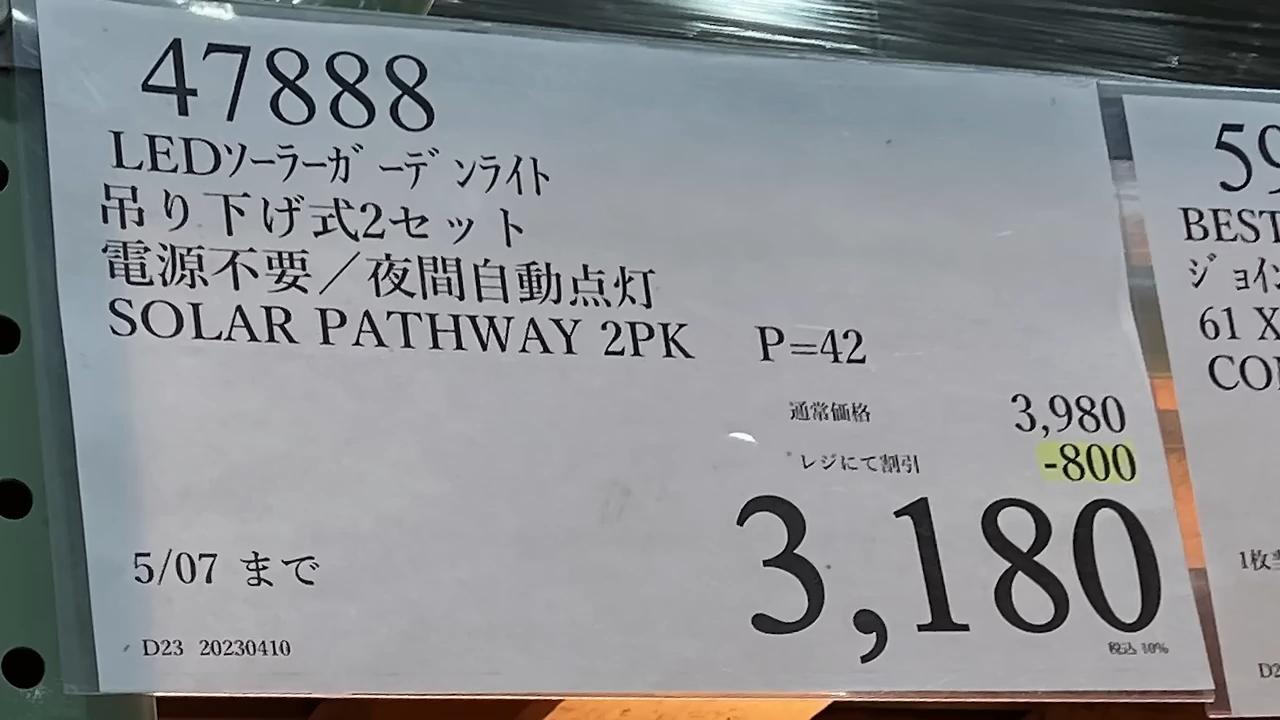 47888
LEDソーラーガーデンライト
吊り下げ式2セット
電源不要/夜間自動点灯
SOLAR PATHWAY 2PK P=42
通常価格 3,980
レジにて割引 -800
3,180
税込 10%
5/07 まで
D23 20230410
59
BEST
ジョイン
61 X
CO
1枚
D2